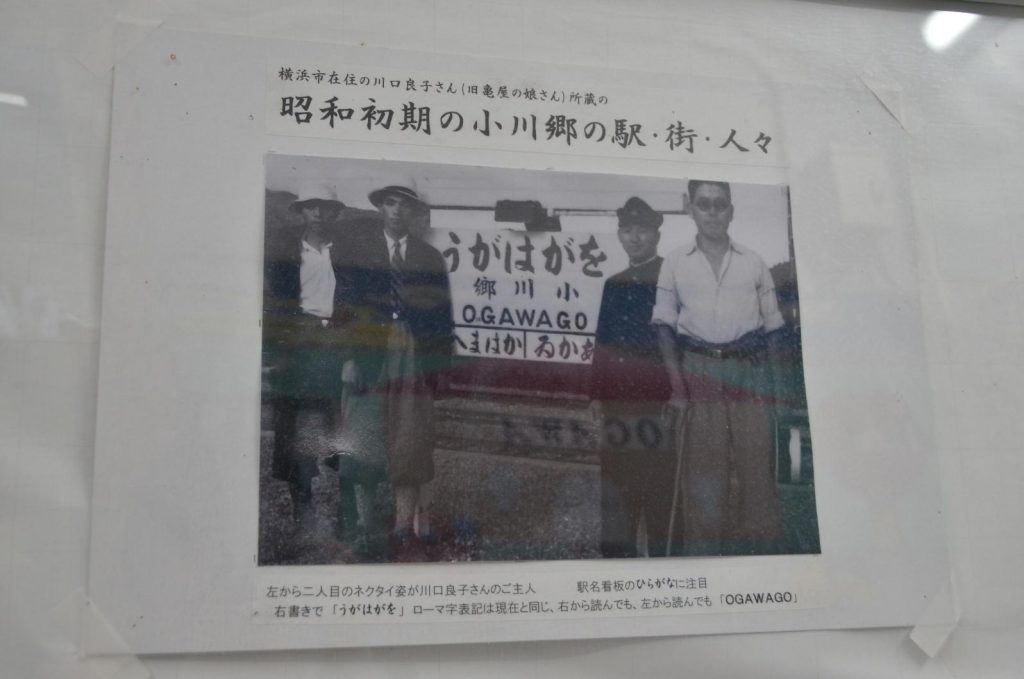 横浜市在住の川口良子さん(旧亀屋の娘さん)所蔵の
昭和初期の小川郷の駅・街・人々
うがはがを
郷川小
OGAWAGO
へまはか|ゐかあ
左から二人目のネクタイ姿が川口良子さんのご主人　　駅名看板のひらがなに注目
右書きで「うがはがを」ローマ字表記は現在と同じ、右から読んでも、左から読んでも「OGAWAGO」